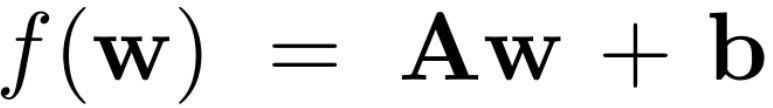 f(w) = Aw + b